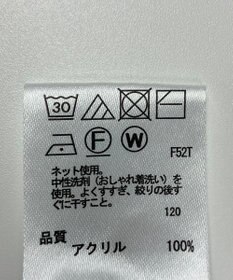 30
F W F52T
ネット使用。
中性洗剤（おしゃれ着洗い）を
使用。よくすすぎ、絞りの後す
ぐに干すこと。
120
品質
アクリル 100%